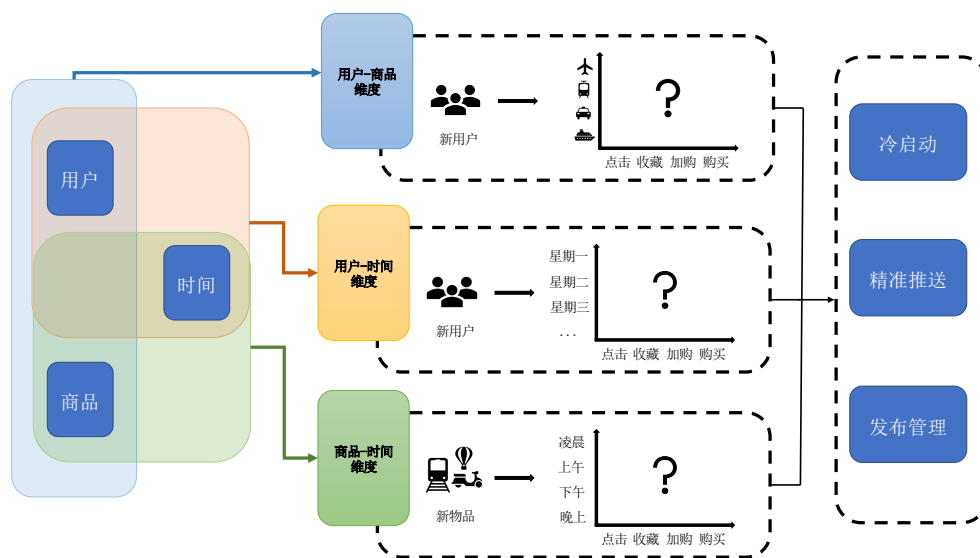 用户
时间
商品
用户-商品
维度
新用户
?
点击 收藏 加购 购买
用户-时间
维度
新用户
星期一
星期二
星期三
...
?
点击 收藏 加购 购买
商品-时间
维度
新物品
凌晨
上午
下午
晚上
?
点击 收藏 加购 购买
冷启动
精准推送
发布管理